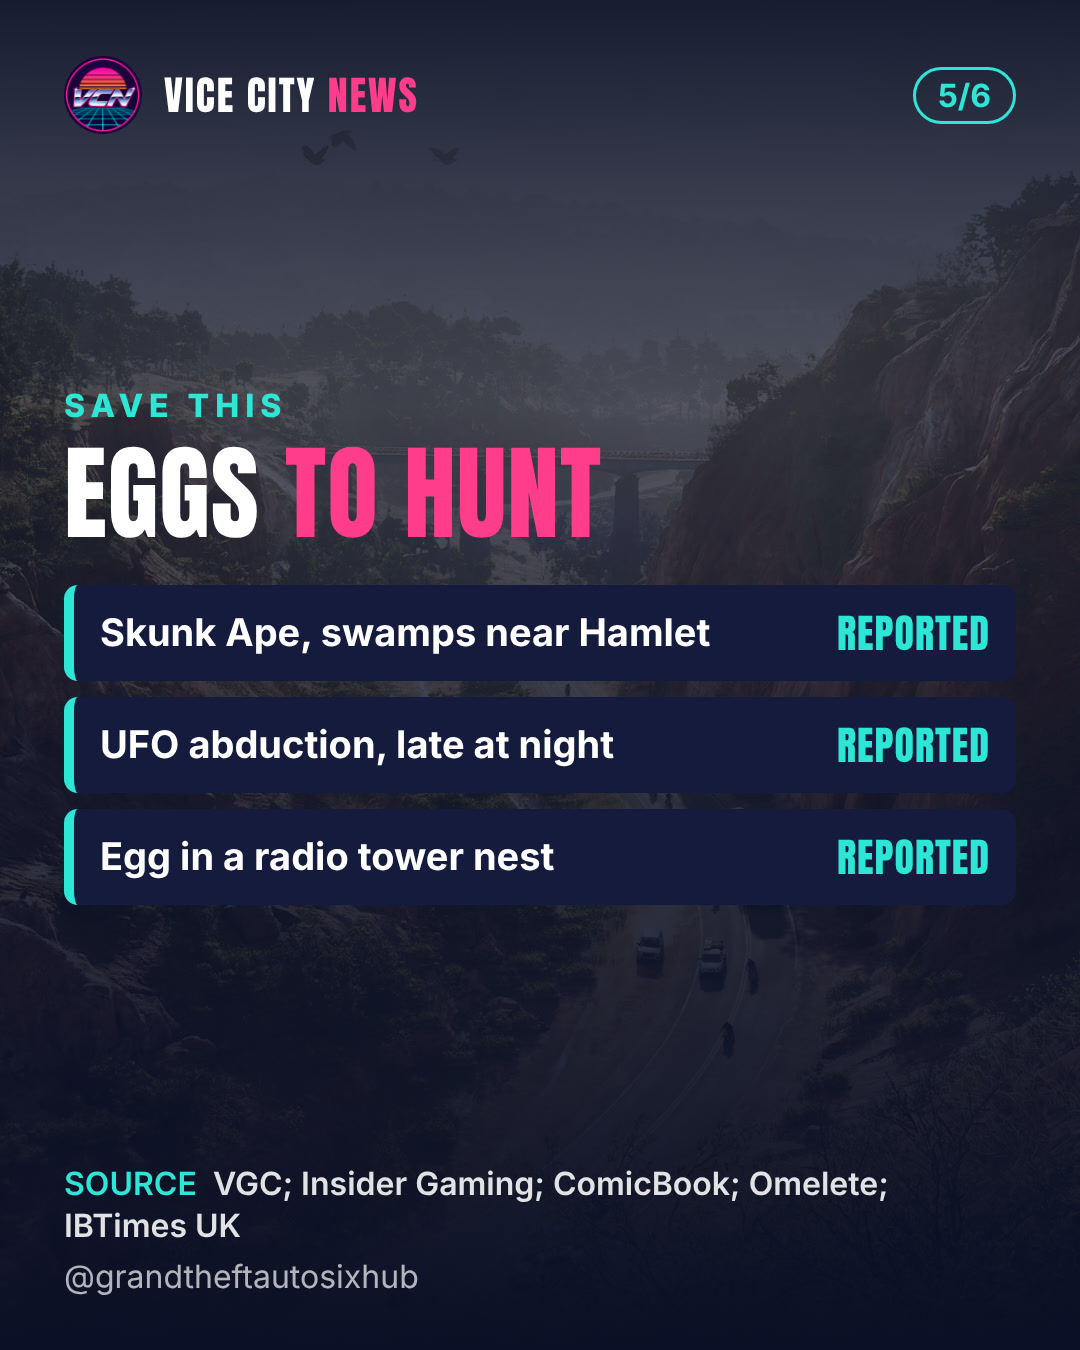 VCN
VICE CITY NEWS
5/6
SAVE THIS
EGGS TO HUNT
Skunk Ape, swamps near Hamlet REPORTED
UFO abduction, late at night REPORTED
Egg in a radio tower nest REPORTED
SOURCE VGC; Insider Gaming; ComicBook; Omelete;
IBTimes UK
@grandtheftautosixhub